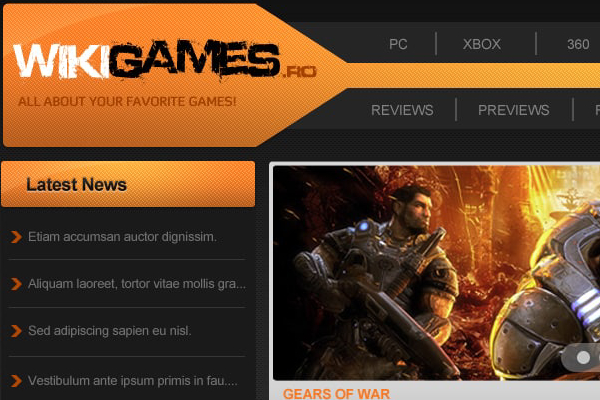 WIKIGAMES.RO
ALL ABOUT YOUR FAVORITE GAMES!
PC
XBOX
360
REVIEWS
PREVIEWS
Latest News
Etiam accumsan auctor dignissim.
Aliquam laoreet, tortor vitae mollis gra...
Sed adipiscing sapien eu nisl.
Vestibulum ante ipsum primis in fau....
GEARS OF WAR